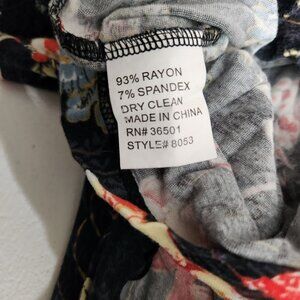 93% RAYON
7% SPANDEX
DRY CLEAN
MADE IN CHINA
RN# 36501
STYLE# 8053